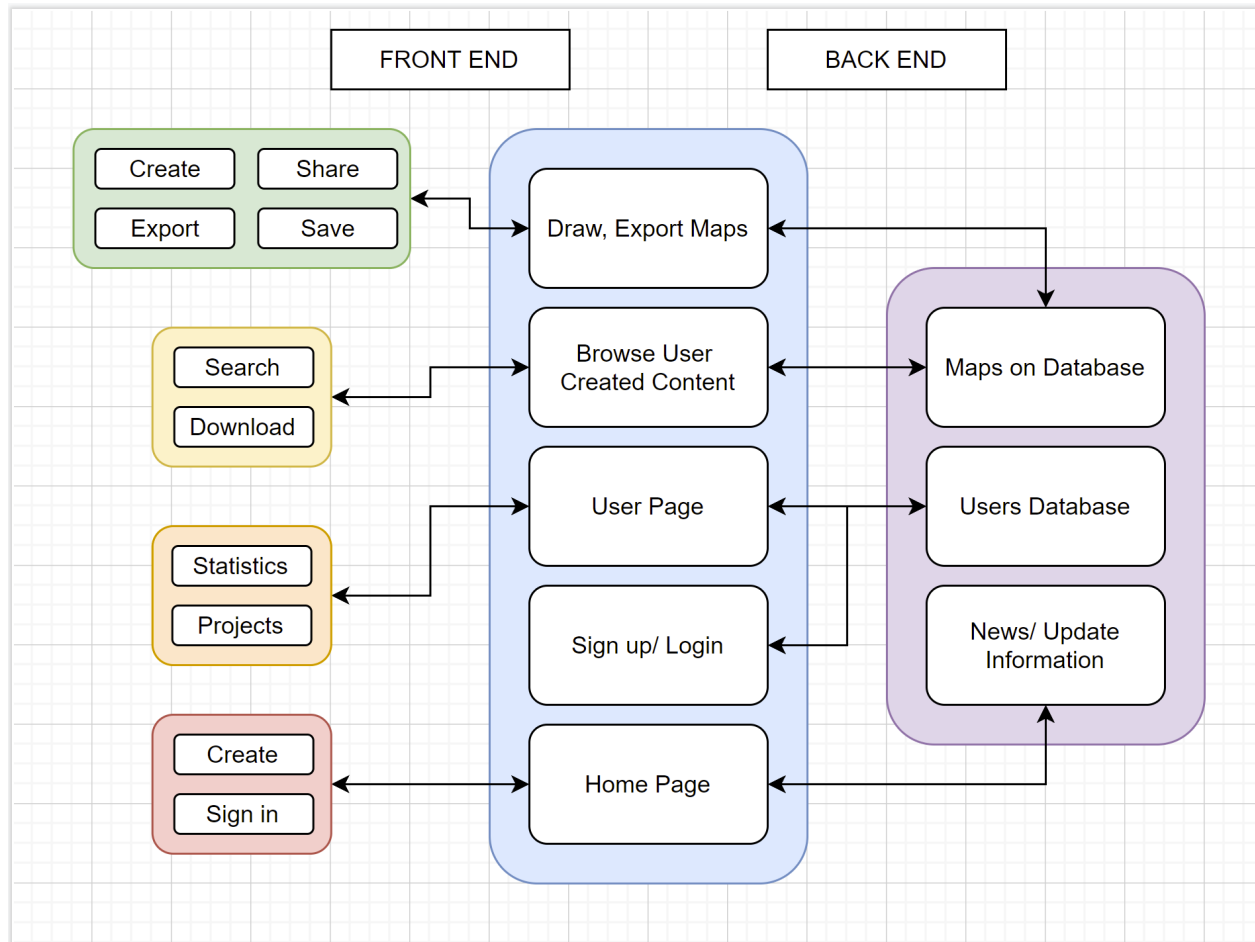 FRONT END
BACK END
Create
Share
Export
Save
Draw, Export Maps
Search
Download
Browse User
Created Content
Maps on Database
Statistics
Projects
User Page
Users Database
Sign up/ Login
News/ Update
Information
Create
Sign in
Home Page